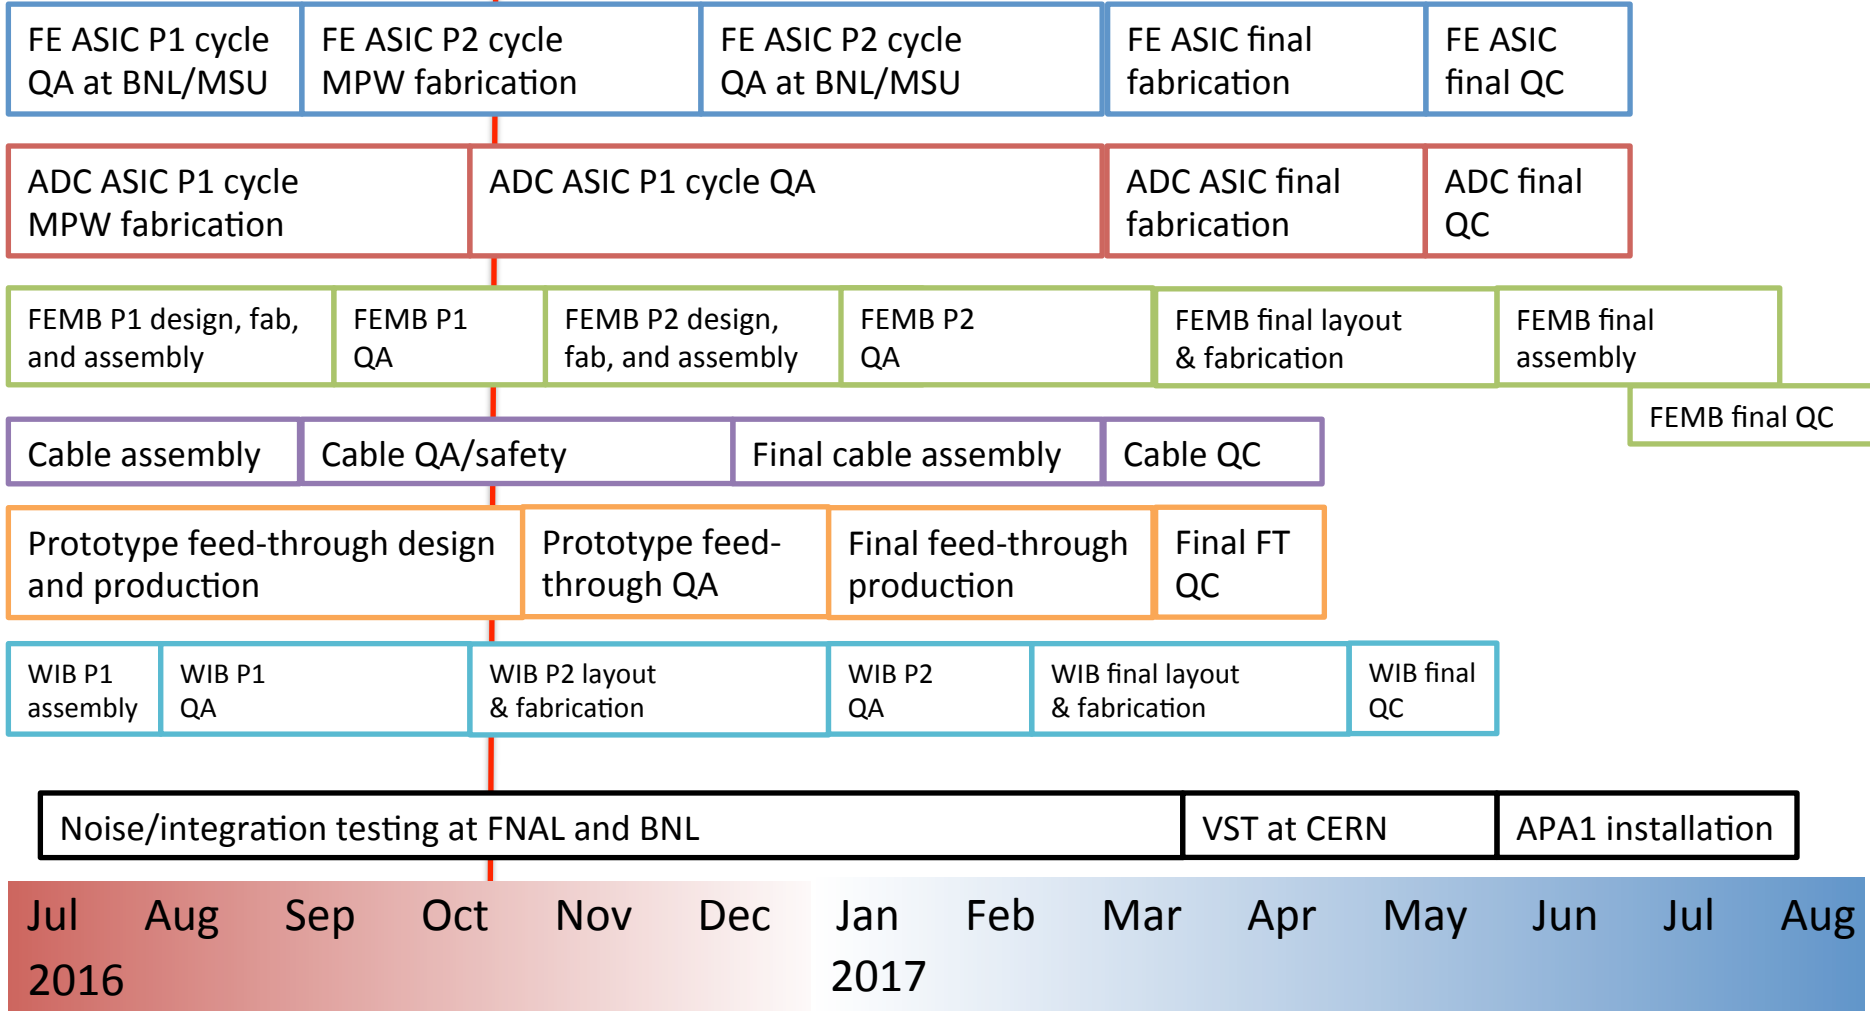 FE ASIC P1 cycle
QA at BNL/MSU
FE ASIC P2 cycle
MPW fabrication
FE ASIC P2 cycle
QA at BNL/MSU
FE ASIC final
fabrication
FE ASIC
final QC
ADC ASIC P1 cycle
MPW fabrication
ADC ASIC P1 cycle QA
ADC ASIC final
fabrication
ADC final
QC
FEMB P1 design, fab,
and assembly
FEMB P1
QA
FEMB P2 design,
fab, and assembly
FEMB P2
QA
FEMB final layout
& fabrication
FEMB final
assembly
FEMB final QC
Cable assembly
Cable QA/safety
Final cable assembly
Cable QC
Prototype feed-through design
and production
Prototype feed-
through QA
Final feed-through
production
Final FT
QC
WIB P1
assembly
WIB P1
QA
WIB P2 layout
& fabrication
WIB P2
QA
WIB final layout
& fabrication
WIB final
QC
Noise/integration testing at FNAL and BNL
VST at CERN
APA1 installation
Jul Aug Sep Oct Nov Dec Jan Feb Mar Apr May Jun Jul Aug
2016 2017